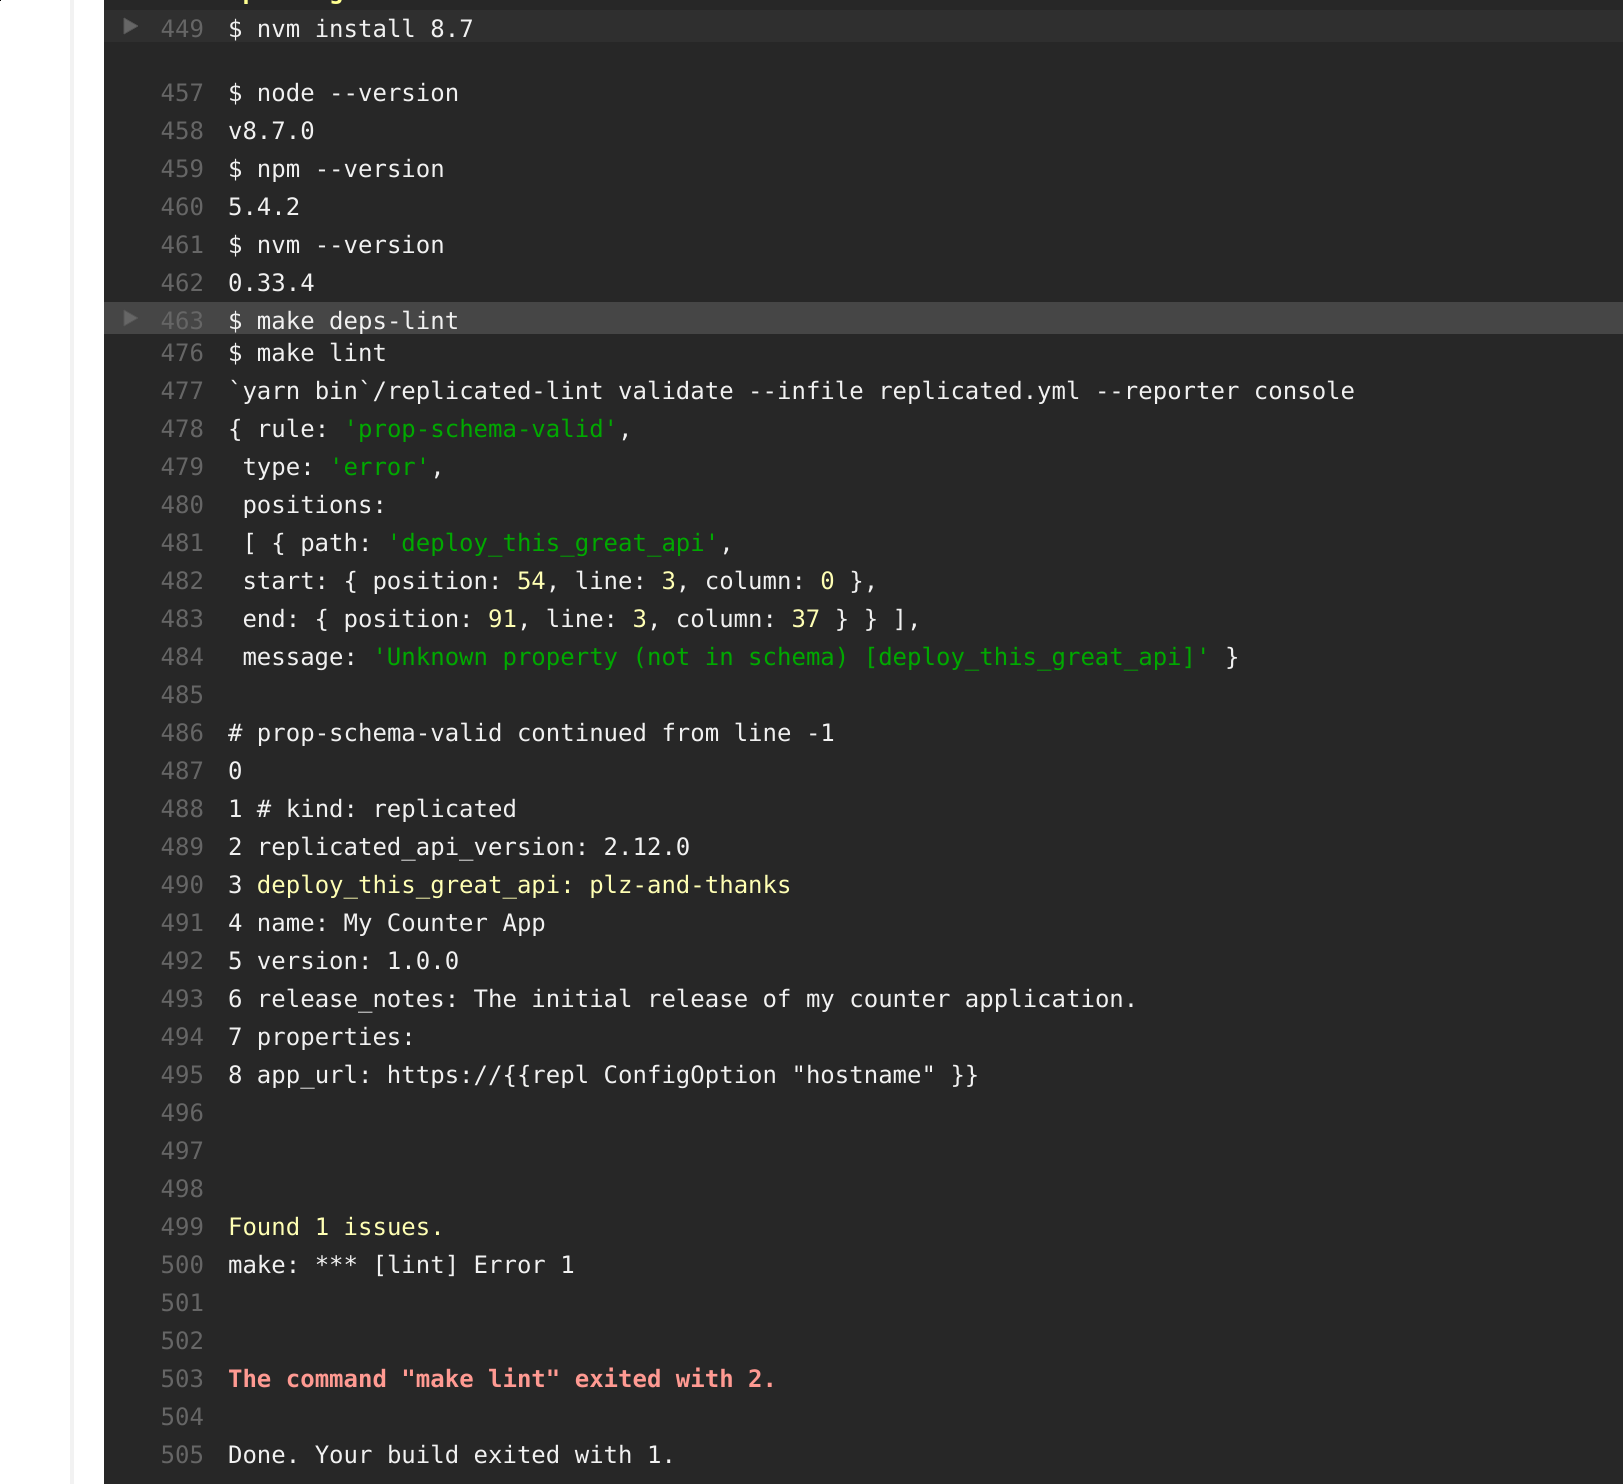 449 $ nvm install 8.7
457 $ node --version
458 v8.7.0
459 $ npm --version
460 5.4.2
461 $ nvm --version
462 0.33.4
463 $ make deps-lint
476 $ make lint
477 `yarn bin`/replicated-lint validate --infile replicated.yml --reporter console
478 { rule: 'prop-schema-valid',
479 type: 'error',
480 positions:
481 [ { path: 'deploy_this_great_api',
482 start: { position: 54, line: 3, column: 0 },
483 end: { position: 91, line: 3, column: 37 } } ],
484 message: 'Unknown property (not in schema) [deploy_this_great_api]' }
485
486 # prop-schema-valid continued from line -1
487 0
488 1 # kind: replicated
489 2 replicated_api_version: 2.12.0
490 3 deploy_this_great_api: plz-and-thanks
491 4 name: My Counter App
492 5 version: 1.0.0
493 6 release_notes: The initial release of my counter application.
494 7 properties:
495 8 app_url: https://{{repl ConfigOption "hostname" }}
496
497
498
499 Found 1 issues.
500 make: *** [lint] Error 1
501
502
503 The command "make lint" exited with 2.
504
505 Done. Your build exited with 1.